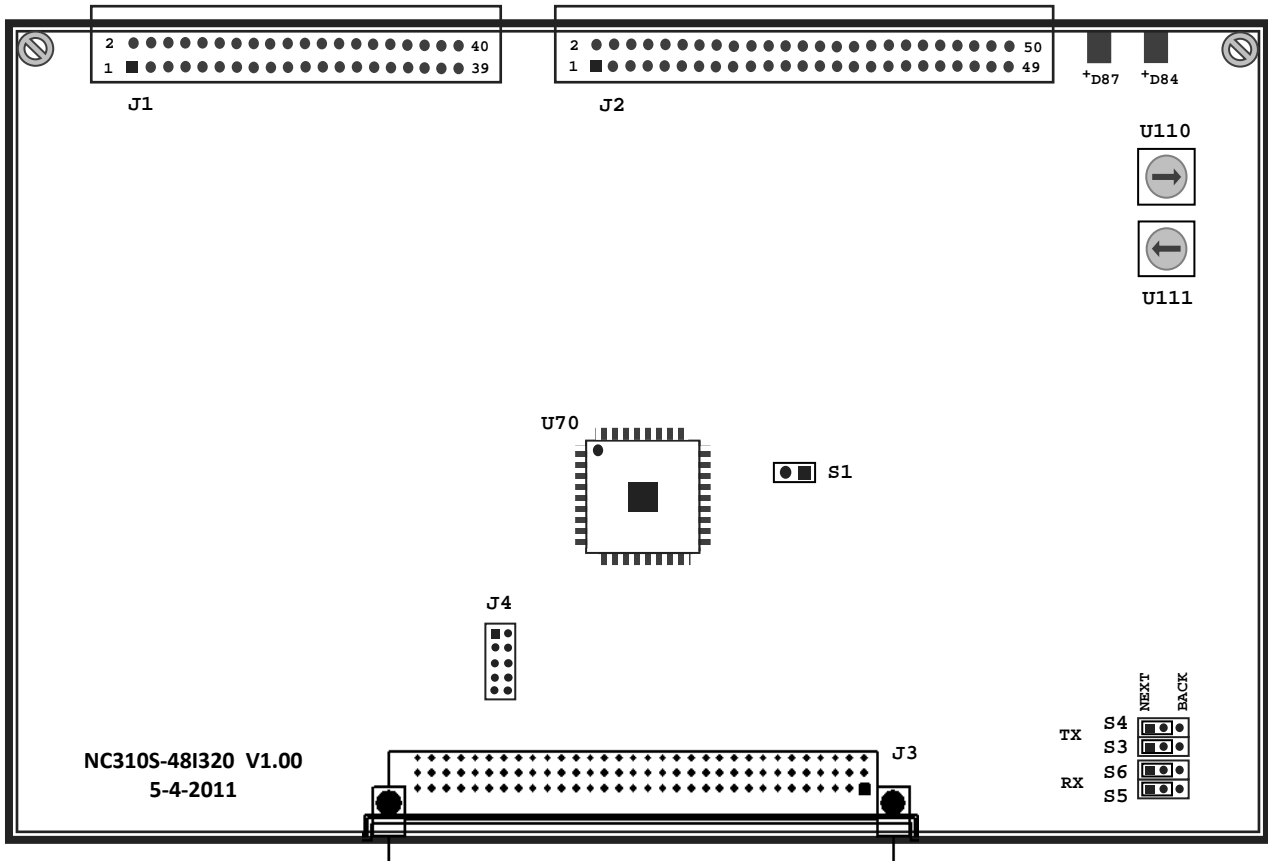 2 40
1 39
J1
2 50
1 49
J2
+D87 +D84
U110
U111
U70
S1
J4
NEXT BACK
TX S4
S3
RX S6
S5
J3
NC310S-48I320 V1.00
5-4-2011